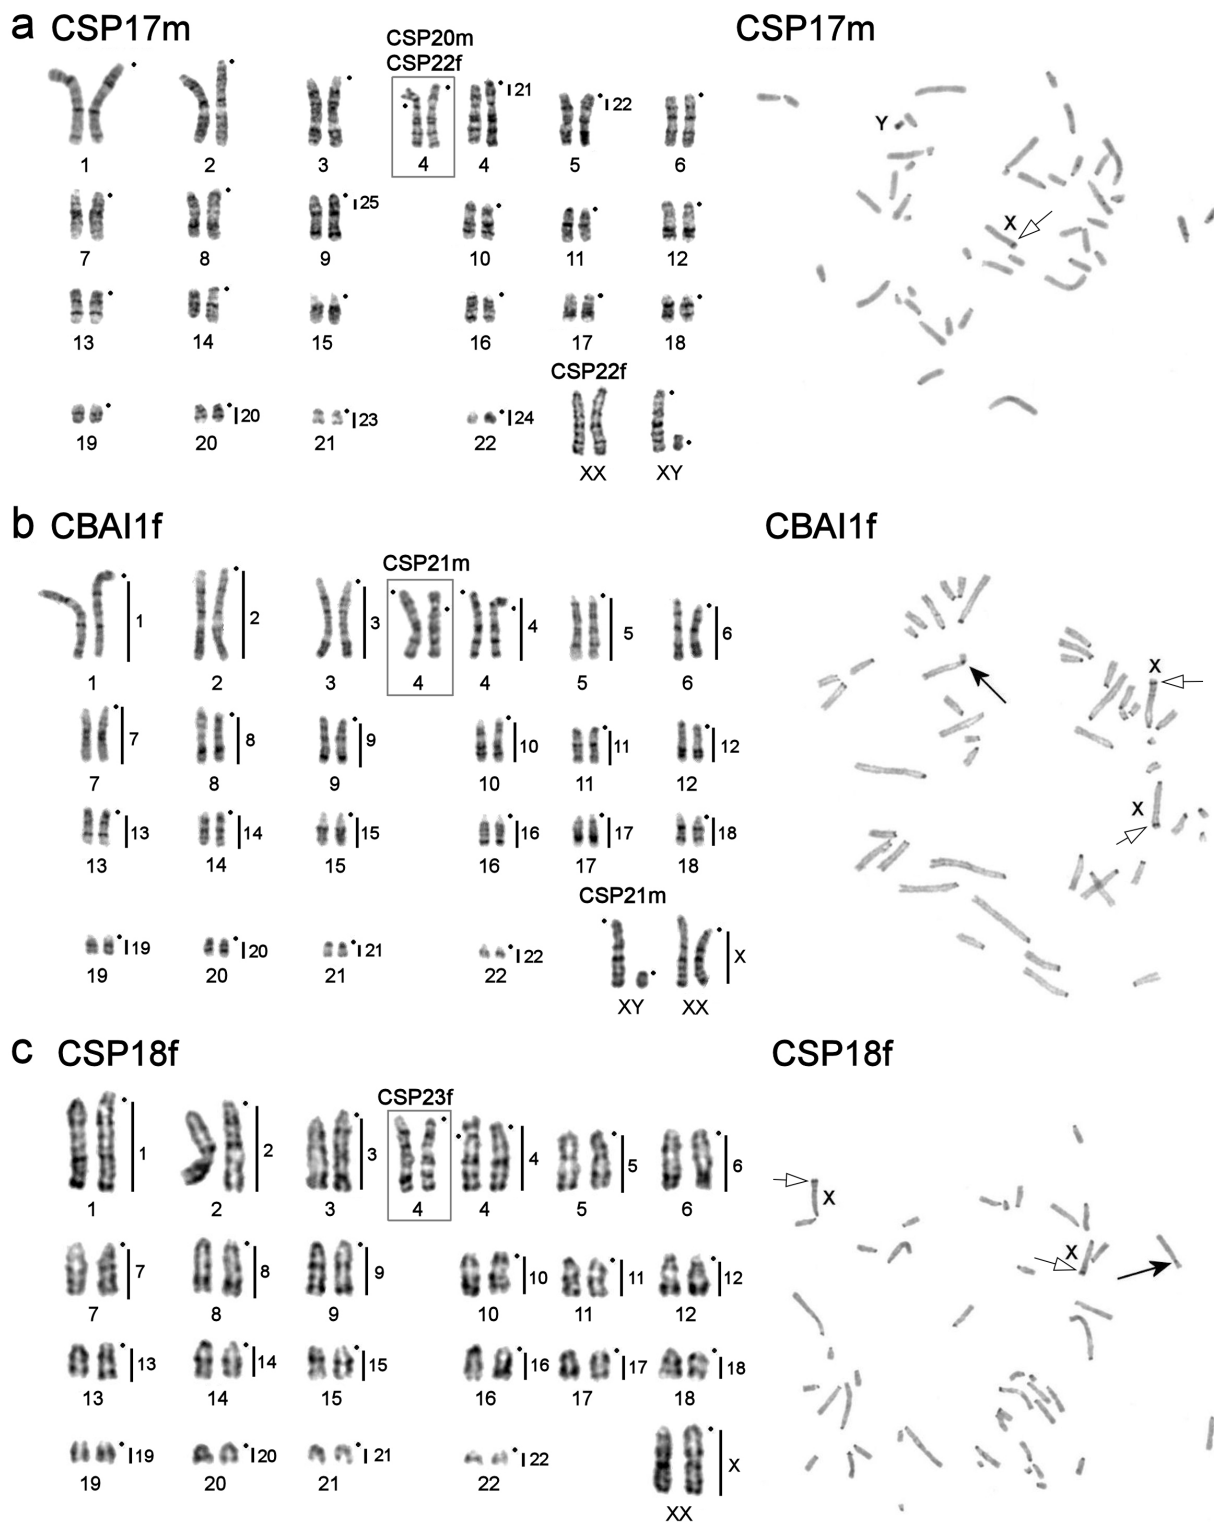 a CSP17m
CSP17m
CSP20m
CSP22f
21
22
1 2 3 4 4 5 6
25
7 8 9 10 11 12
13 14 15 16 17 18
CSP22f
20 23 24
19 20 21 22
XX XY
Y
X
b CBAI1f
CBAI1f
CSP21m
1 2 3 4 5 6
1 2 3 4 4 5 6
7 8 9 10 11 12
7 8 9 10 11 12
13 14 15 16 17 18
13 14 15 16 17 18
CSP21m
19 20 21 22 X
19 20 21 22
XY XX
X
X
c CSP18f
CSP18f
CSP23f
1 2 3 4 5 6
1 2 3 4 4 5 6
7 8 9 10 11 12
7 8 9 10 11 12
13 14 15 16 17 18
13 14 15 16 17 18
19 20 21 22 X
19 20 21 22
XX
X
X